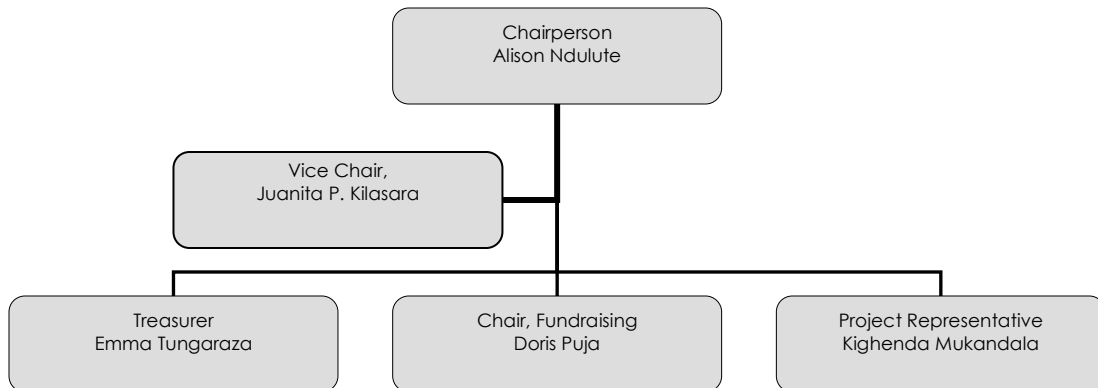 Chairperson
Alison Ndulute
Vice Chair,
Juanita P. Kilasara
Treasurer
Emma Tungaraza
Chair, Fundraising
Doris Puja
Project Representative
Kighenda Mukandala